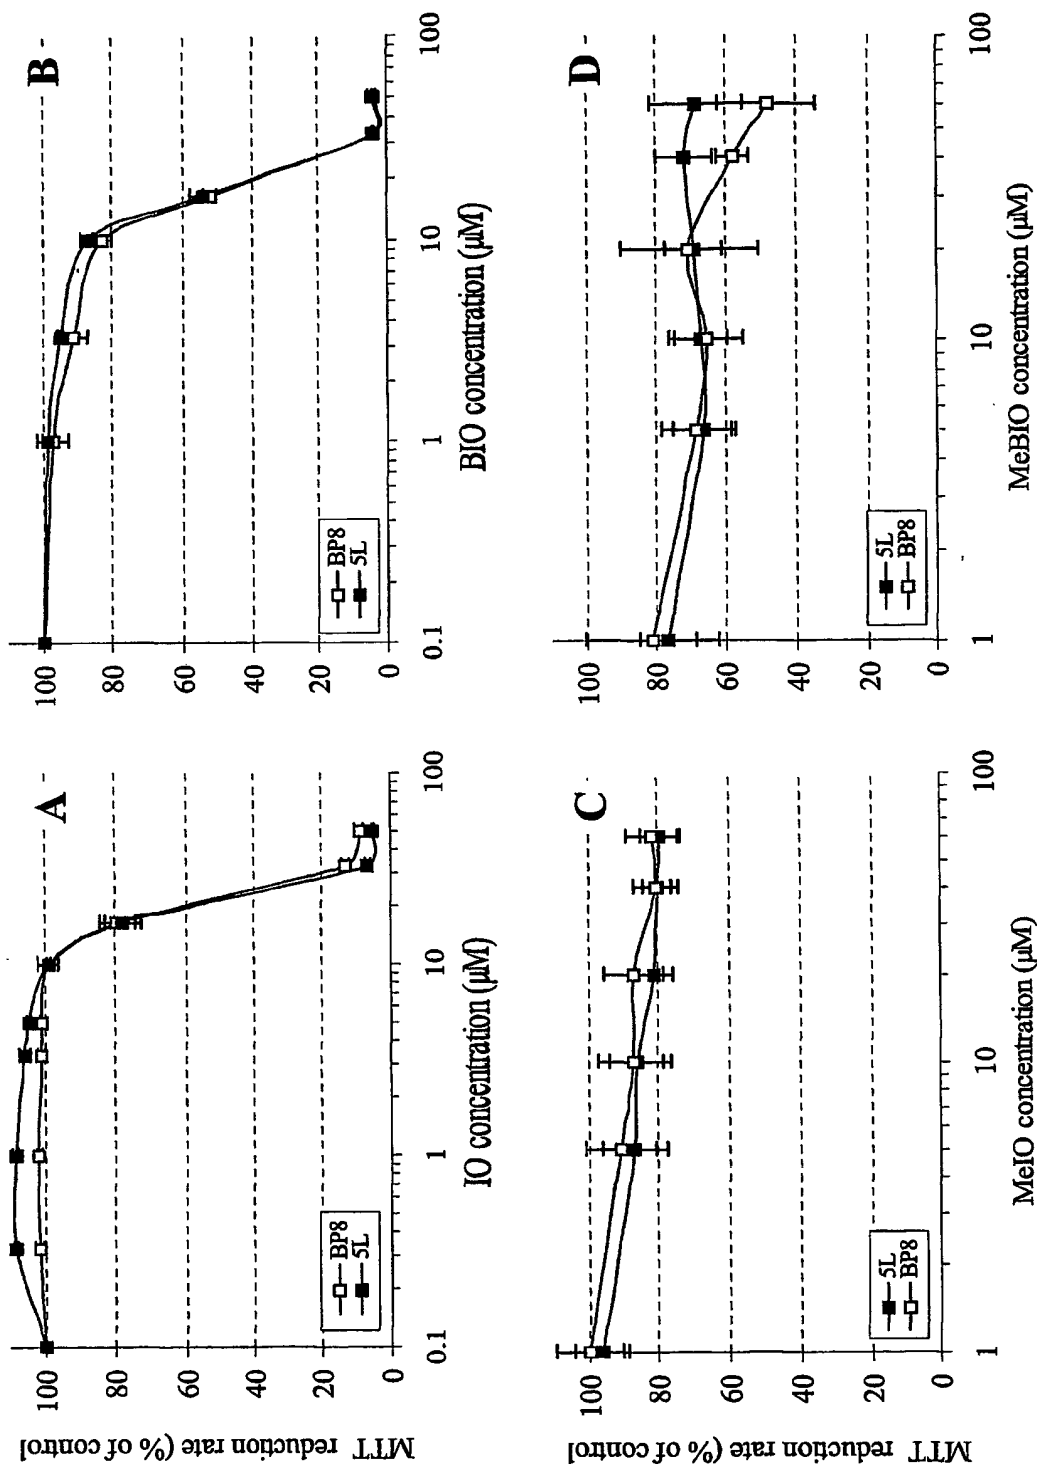 A
MTT reduction rate (% of control)
100
80
60
40
20
0
BP8
5L
0.1
1
10
100
IO concentration (µM)
B
100
80
60
40
20
0
BP8
5L
0.1
1
10
100
BIO concentration (µM)
C
MTT reduction rate (% of control)
100
80
60
40
20
0
5L
BP8
1
10
100
MeIO concentration (µM)
D
100
80
60
40
20
0
5L
BP8
1
10
100
MeBIO concentration (µM)